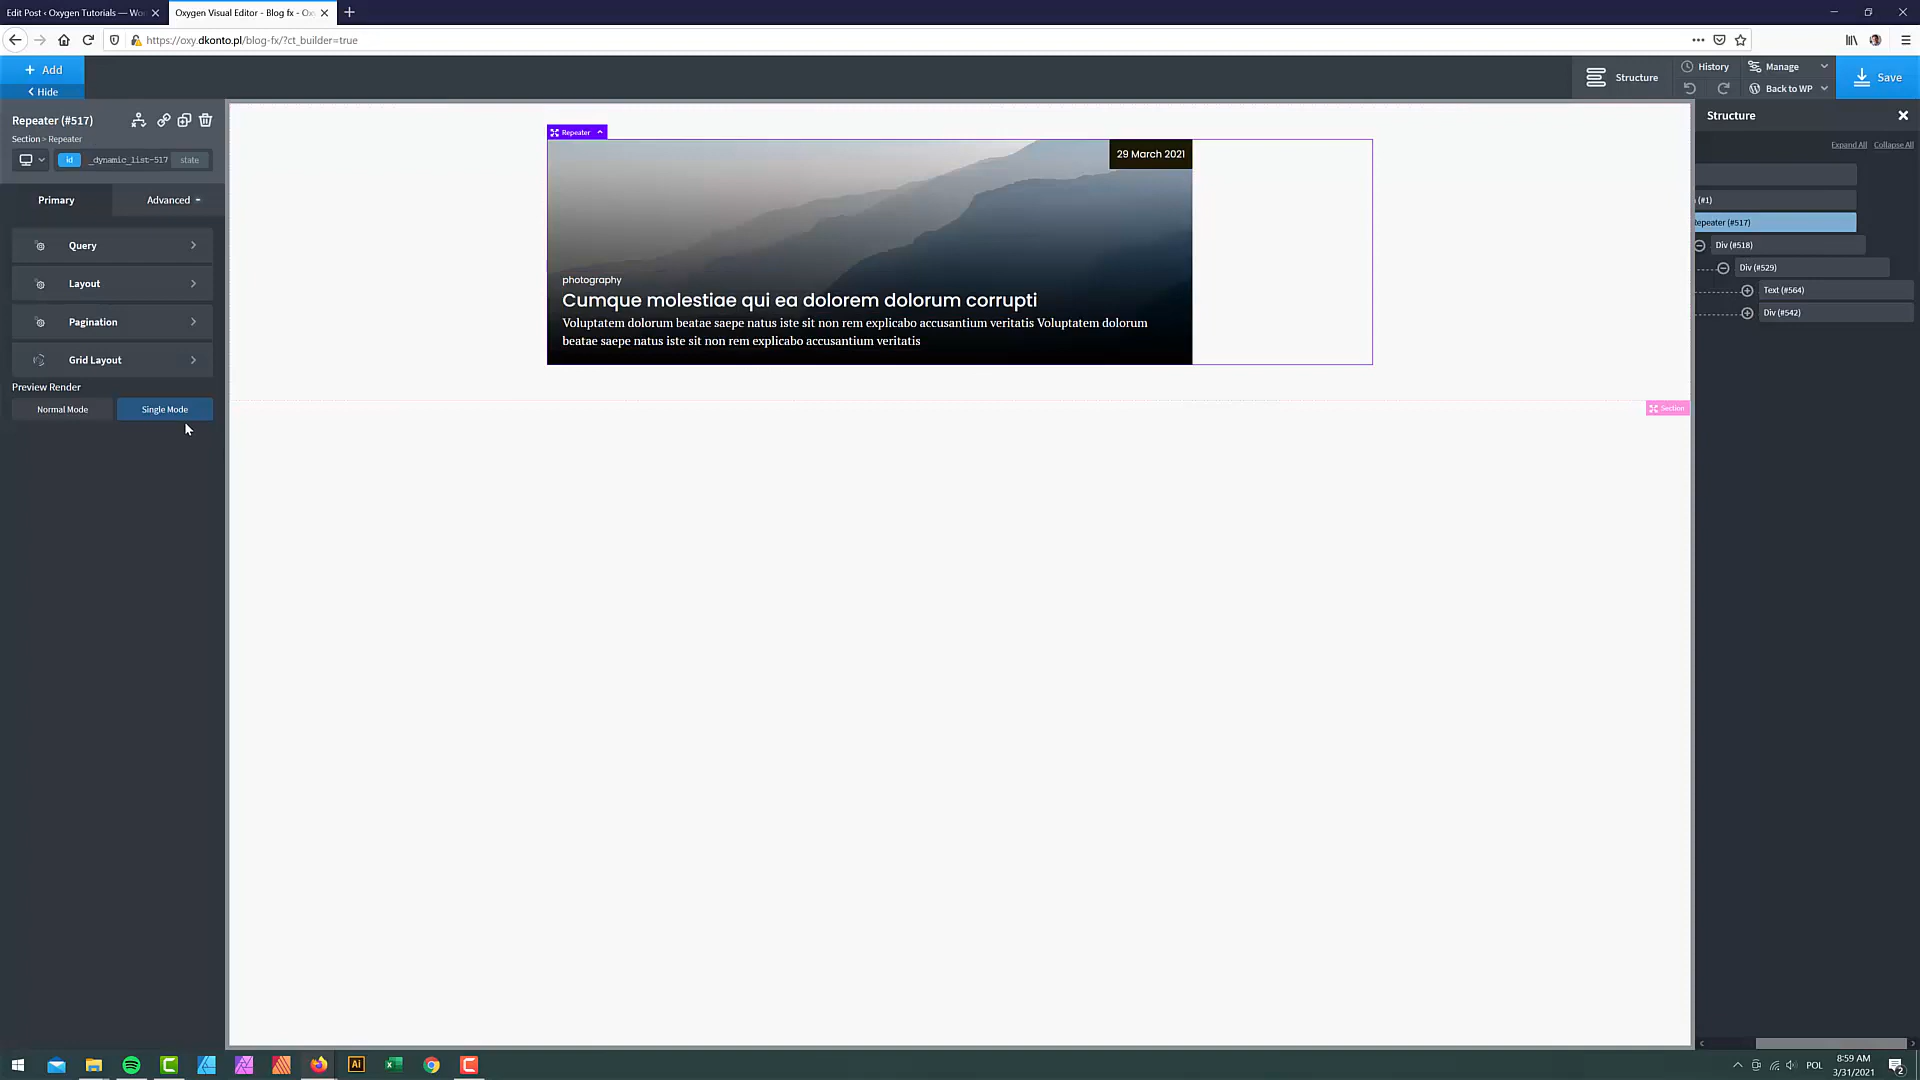 Edit Post ‹ Oxygen Tutorials — Wo
Oxygen Visual Editor - Blog fx - Ox
https://oxy.dkonto.pl/blog-fx/?ct_builder=true
+ Add
Hide
Structure
History
Manage
Back to WP
Save
Repeater (#517)
Section > Repeater
id
_dynamic_list-517
state
Primary
Advanced
Query
Layout
Pagination
Grid Layout
Preview Render
Normal Mode
Single Mode
Repeater
29 March 2021
photography
Cumque molestiae qui ea dolorem dolorum corrupti
Voluptatem dolorum beatae saepe natus iste sit non rem explicabo accusantium veritatis Voluptatem dolorum
beatae saepe natus iste sit non rem explicabo accusantium veritatis
Section
Structure
Expand All
Collapse All
(#1)
Repeater (#517)
Div (#518)
Div (#529)
Text (#564)
Div (#542)
Ai
POL
8:59 AM
3/31/2021
2